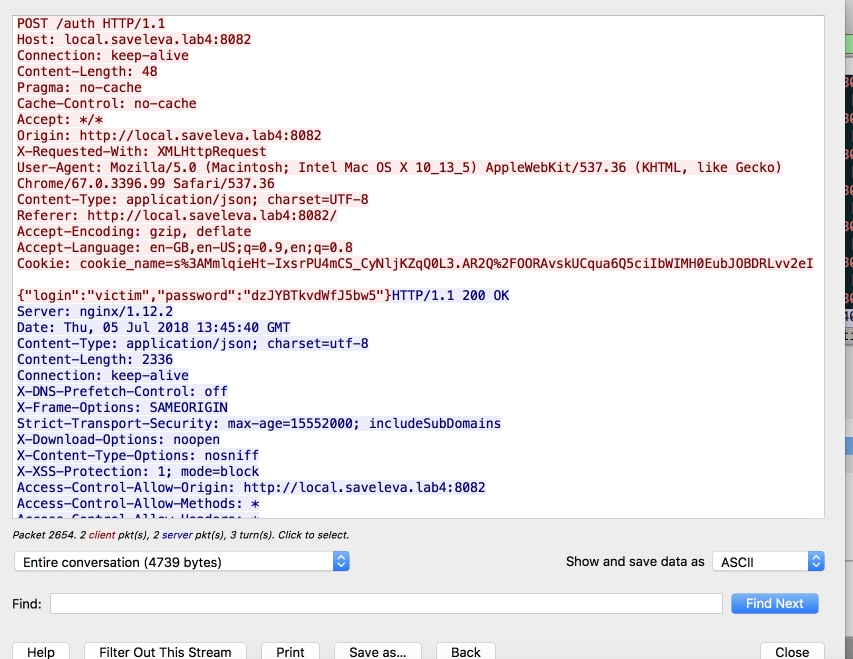 POST /auth HTTP/1.1
Host: local.saveleva.lab4:8082
Connection: keep-alive
Content-Length: 48
Pragma: no-cache
Cache-Control: no-cache
Accept: */*
Origin: http://local.saveleva.lab4:8082
X-Requested-With: XMLHttpRequest
User-Agent: Mozilla/5.0 (Macintosh; Intel Mac OS X 10_13_5) AppleWebKit/537.36 (KHTML, like Gecko)
Chrome/67.0.3396.99 Safari/537.36
Content-Type: application/json; charset=UTF-8
Referer: http://local.saveleva.lab4:8082/
Accept-Encoding: gzip, deflate
Accept-Language: en-GB,en-US;q=0.9,en;q=0.8
Cookie: cookie_name=s%3AMmlqieHt-IxsrPU4mCS_CyNljKZqQ0L3.AR2Q%2FOORAvskUCqua6Q5ciIbWIMH0EubJOBDRLvv2eI
{"login":"victim","password":"dzJYBTkvdWfJ5bw5"}HTTP/1.1 200 OK
Server: nginx/1.12.2
Date: Thu, 05 Jul 2018 13:45:40 GMT
Content-Type: application/json; charset=utf-8
Content-Length: 2336
Connection: keep-alive
X-DNS-Prefetch-Control: off
X-Frame-Options: SAMEORIGIN
Strict-Transport-Security: max-age=15552000; includeSubDomains
X-Download-Options: noopen
X-Content-Type-Options: nosniff
X-XSS-Protection: 1; mode=block
Access-Control-Allow-Origin: http://local.saveleva.lab4:8082
Access-Control-Allow-Methods: *
Access-Control-Allow-Headers: *
Packet 2654. 2 client pkt(s), 2 server pkt(s), 3 turn(s). Click to select.
Entire conversation (4739 bytes)
Show and save data as ASCII
Find:
Find Next
Help
Filter Out This Stream
Print
Save as...
Back
Close